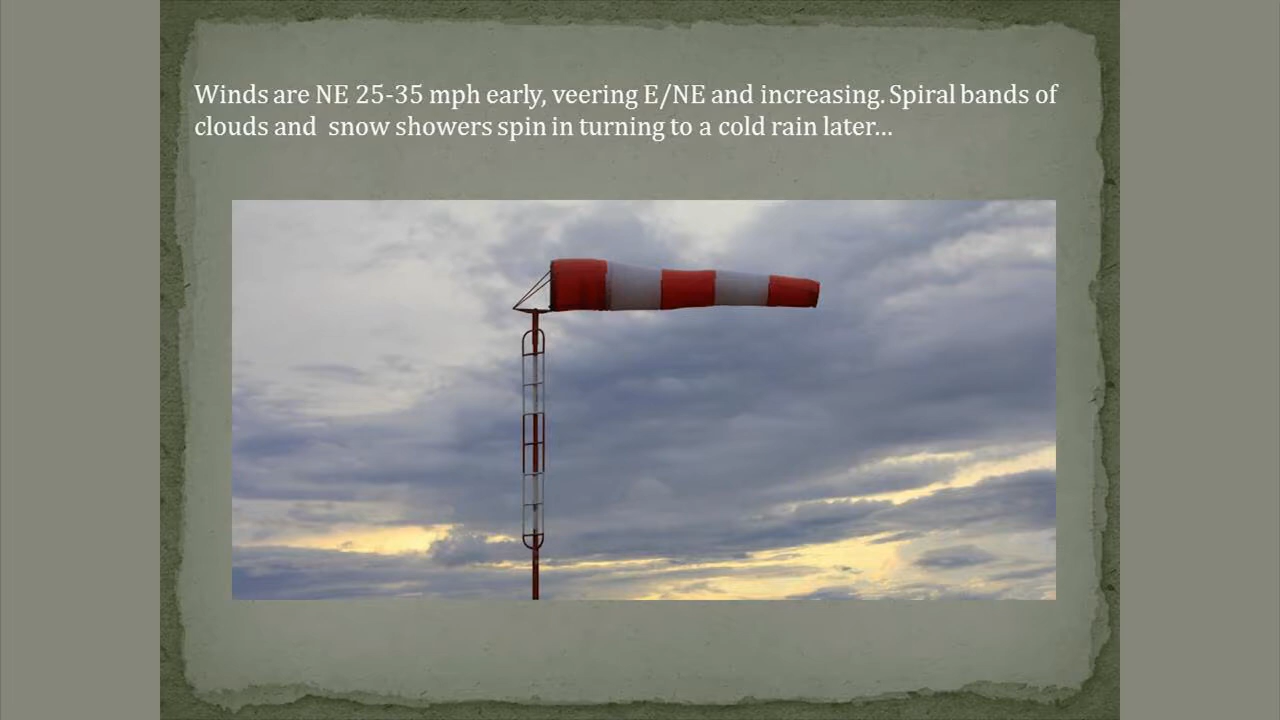 Winds are NE 25-35 mph early, veering E/NE and increasing. Spiral bands of
clouds and  snow showers spin in turning to a cold rain later...